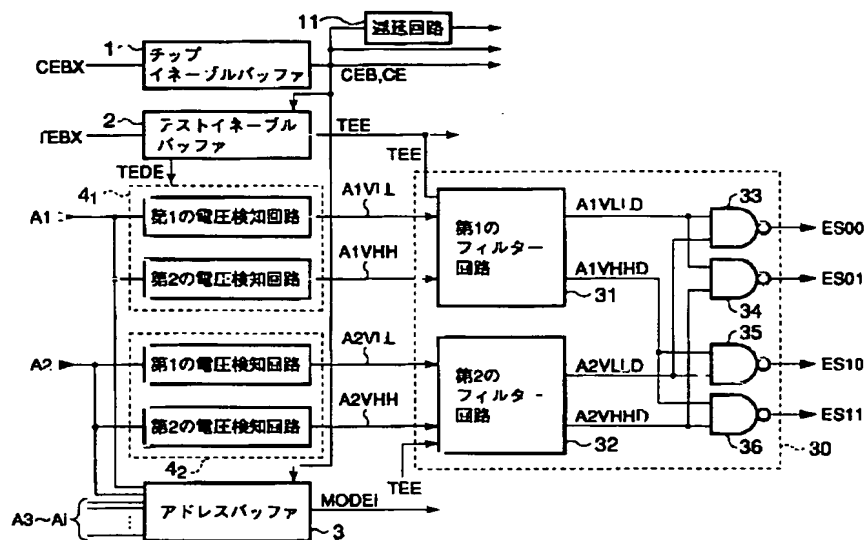 11
減延回路
1
チップ
イネーブルバッファ
CEBX
CEB,CE
2
テストイネーブル
バッファ
TEBX
TEE
TEE
TEDE
4₁
A1
第1の電圧検知回路
A1VLL
第2の電圧検知回路
A1VHH
第1の
フィルター
回路
31
A1VLLD
A1VHHD
33
ES00
34
ES01
A2
第1の電圧検知回路
A2VLL
第2の電圧検知回路
A2VHH
4₂
第2の
フィルター
回路
32
A2VLLD
A2VHHD
35
ES10
36
ES11
30
TEE
A3〜Ai
アドレスバッファ
MODEi
3